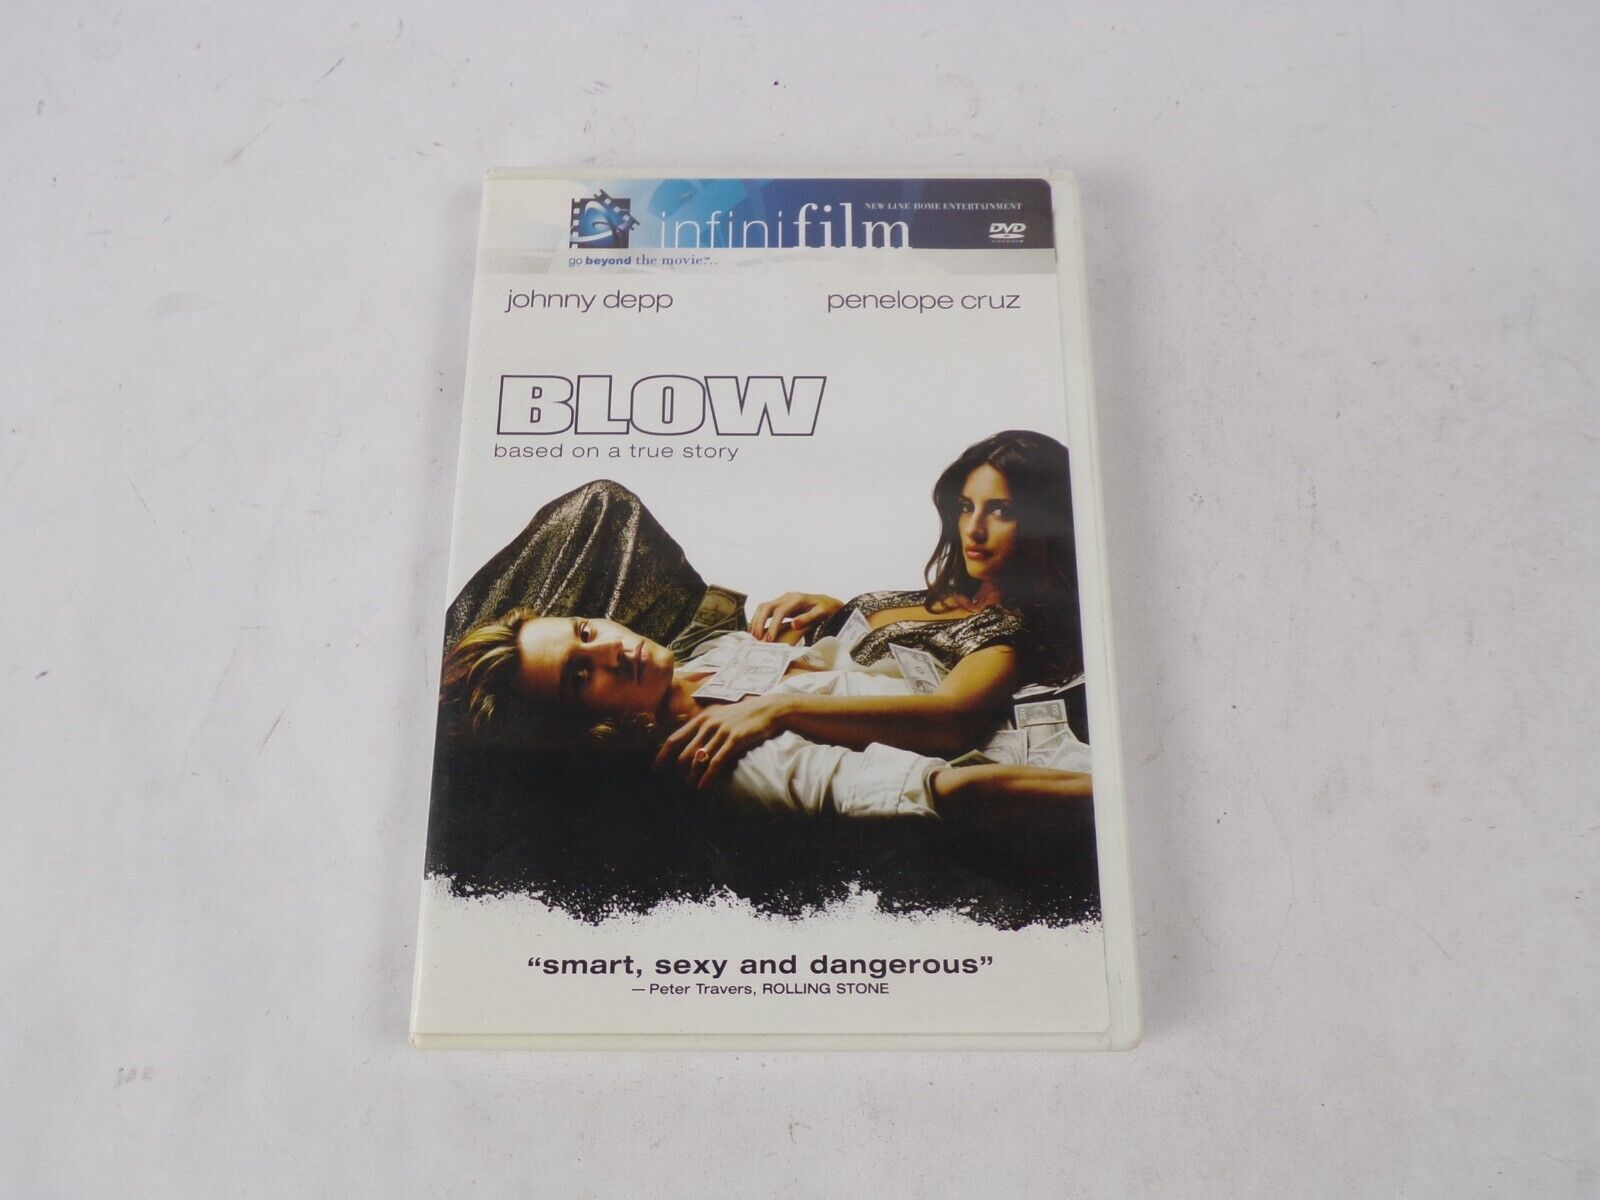 infinifilm
NEW LINE HOME ENTERTAINMENT
DVD
go beyond the movie™...
johnny depp
penelope cruz
BLOW
based on a true story
“smart, sexy and dangerous”
— Peter Travers, ROLLING STONE